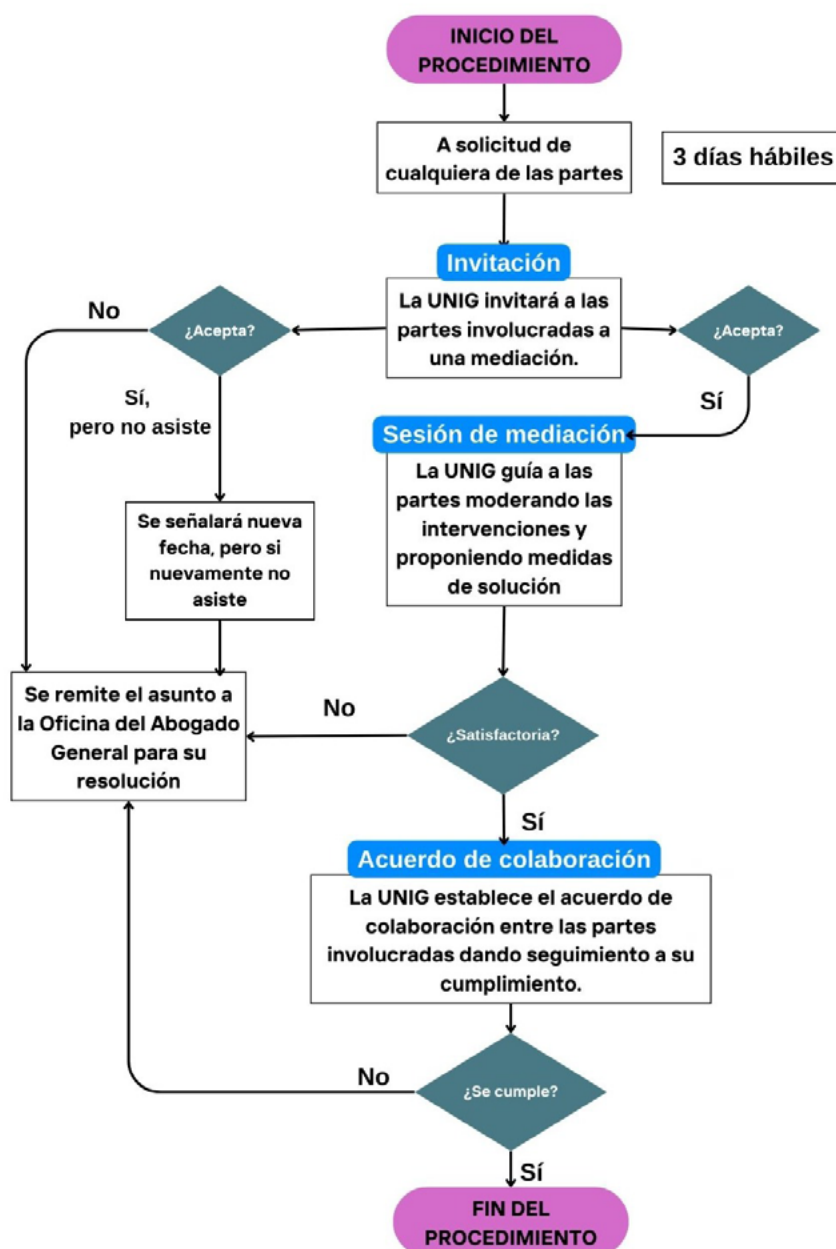 INICIO DEL
PROCEDIMIENTO
A solicitud de
cualquiera de las partes
3 días hábiles
Invitación
La UNIG invitará a las
partes involucradas a
una mediación.
No
¿Acepta?
¿Acepta?
Sí,
pero no asiste
Sí
Sesión de mediación
La UNIG guía a las
partes moderando las
intervenciones y
proponiendo medidas
de solución
Se señalará nueva
fecha, pero si
nuevamente no
asiste
Se remite el asunto a
la Oficina del Abogado
General para su
resolución
No
¿Satisfactoria?
Sí
Acuerdo de colaboración
La UNIG establece el acuerdo de
colaboración entre las partes
involucradas dando seguimiento a su
cumplimiento.
No
¿Se cumple?
Sí
FIN DEL
PROCEDIMIENTO